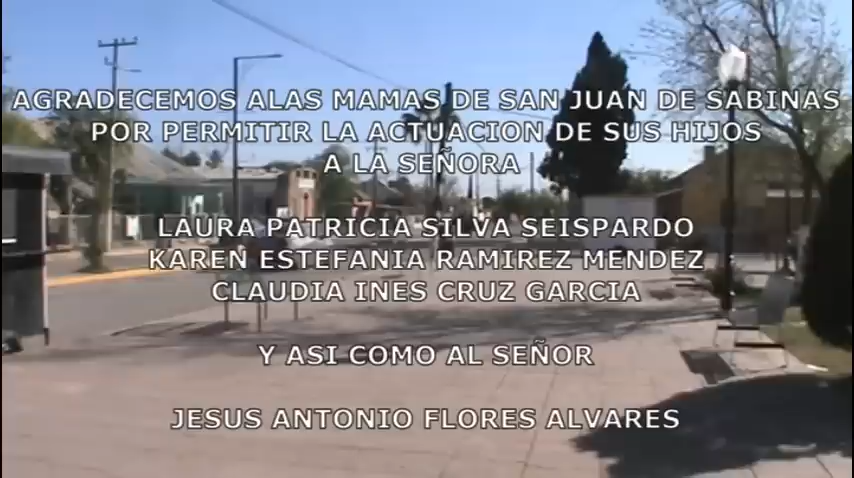 AGRADECEMOS ALAS MAMAS DE SAN JUAN DE SABINAS
POR PERMITIR LA ACTUACION DE SUS HIJOS
A LA SEÑORA
LAURA PATRICIA SILVA SEISPARDO
KAREN ESTEFANIA RAMIREZ MENDEZ
CLAUDIA INES CRUZ GARCIA
Y ASI COMO AL SEÑOR
JESUS ANTONIO FLORES ALVARES